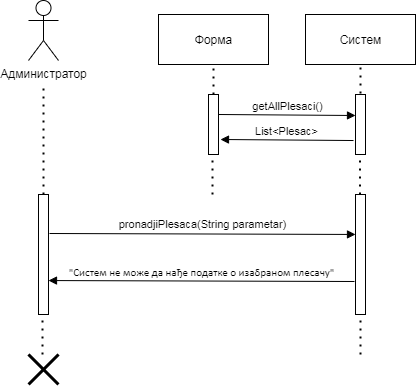 Форма
Систем
Администратор
getAllPlesaci()
List<Plesac>
pronadjiPlesaca(String parametar)
"Систем не може да нађе податке о изабраном плесачу"